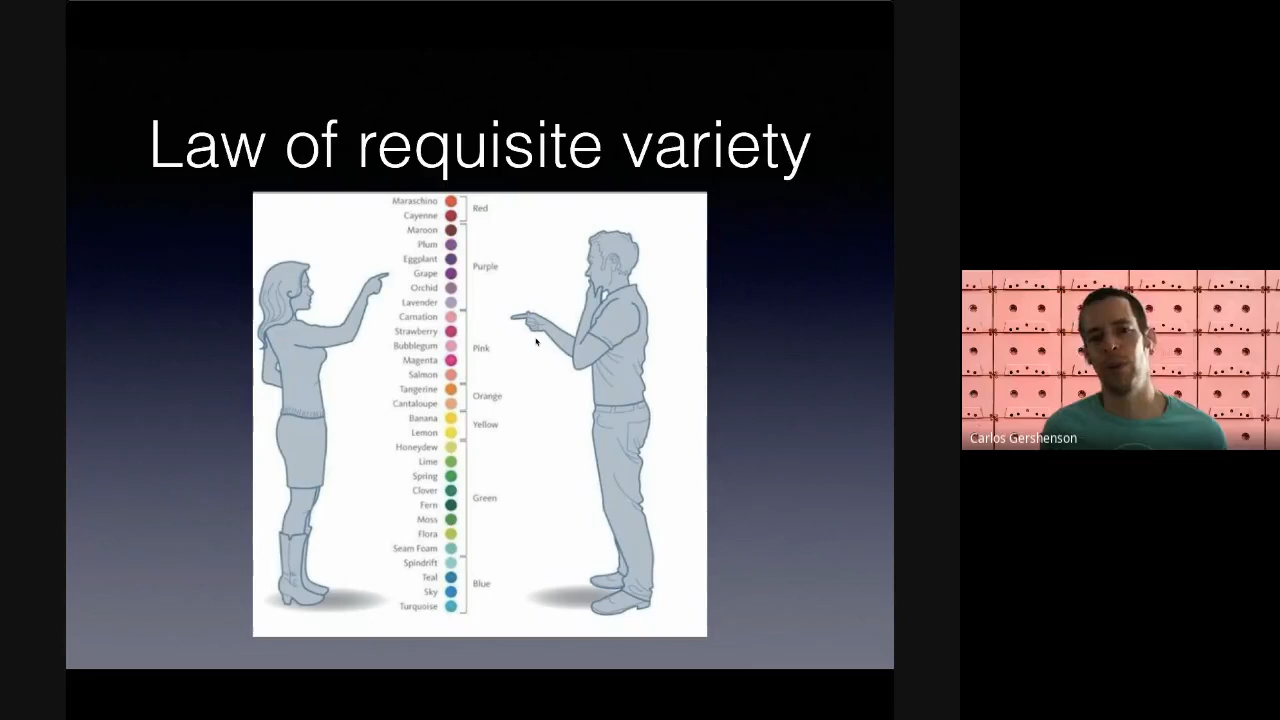 Law of requisite variety
Maraschino
Cayenne
Maroon
Plum
Eggplant
Grape
Orchid
Lavender
Carnation
Strawberry
Bubblegum
Magenta
Salmon
Tangerine
Cantaloupe
Banana
Lemon
Honeydew
Lime
Spring
Clover
Fern
Moss
Flora
Seam Foam
Spindrift
Teal
Sky
Turquoise
Red
Purple
Pink
Orange
Yellow
Green
Blue
Carlos Gershenson